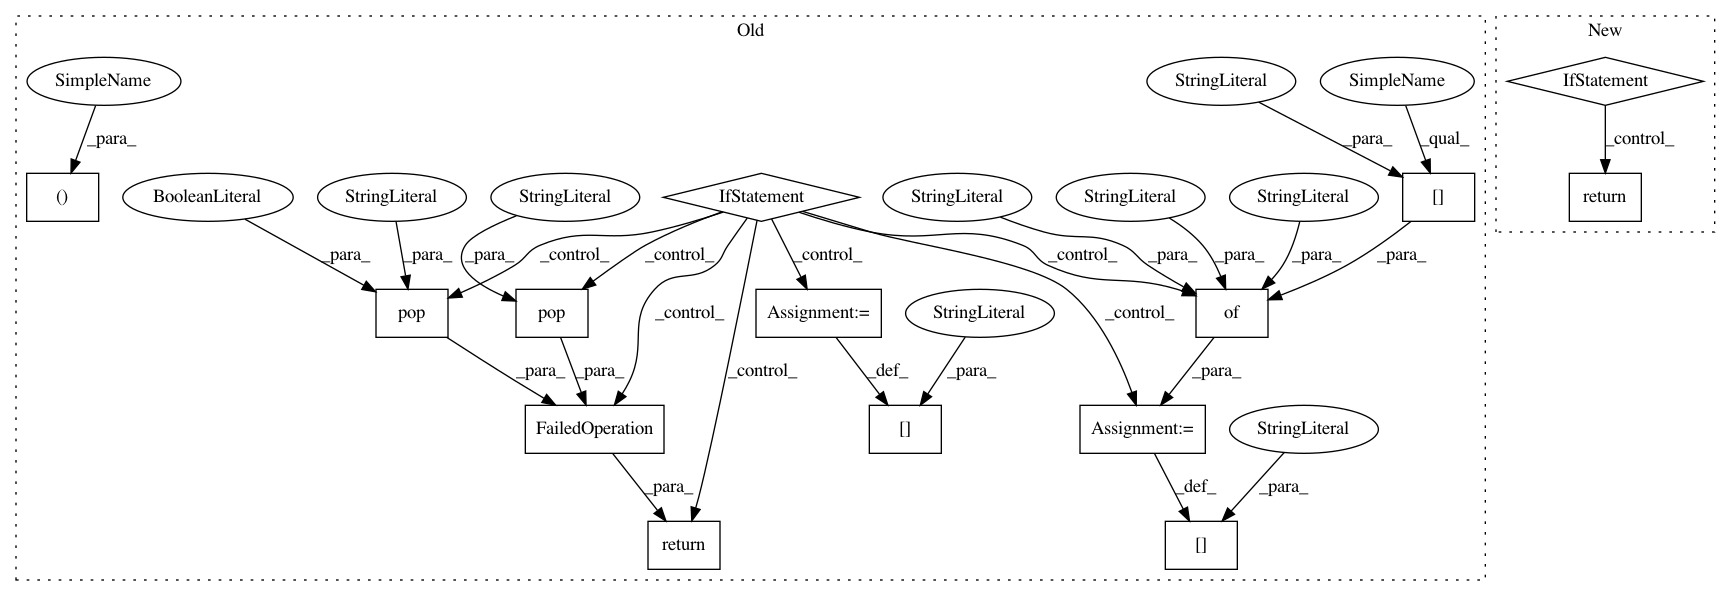 Old
New
SimpleName
StringLiteral
SimpleName
IfStatement
_para_
_para_
_qual_
_control_
()
BooleanLiteral
StringLiteral
StringLiteral
IfStatement
StringLiteral
StringLiteral
StringLiteral
[]
return
_para_
_para_
_para_
_control_
_control_
_control_
_control_
_para_
_para_
_para_
_para_
pop
pop
_control_
Assignment:=
StringLiteral
_control_
of
_para_
_para_
_control_
_def_
_para_
_para_
FailedOperation
[]
Assignment:=
StringLiteral
_para_
_def_
_para_
return
[]